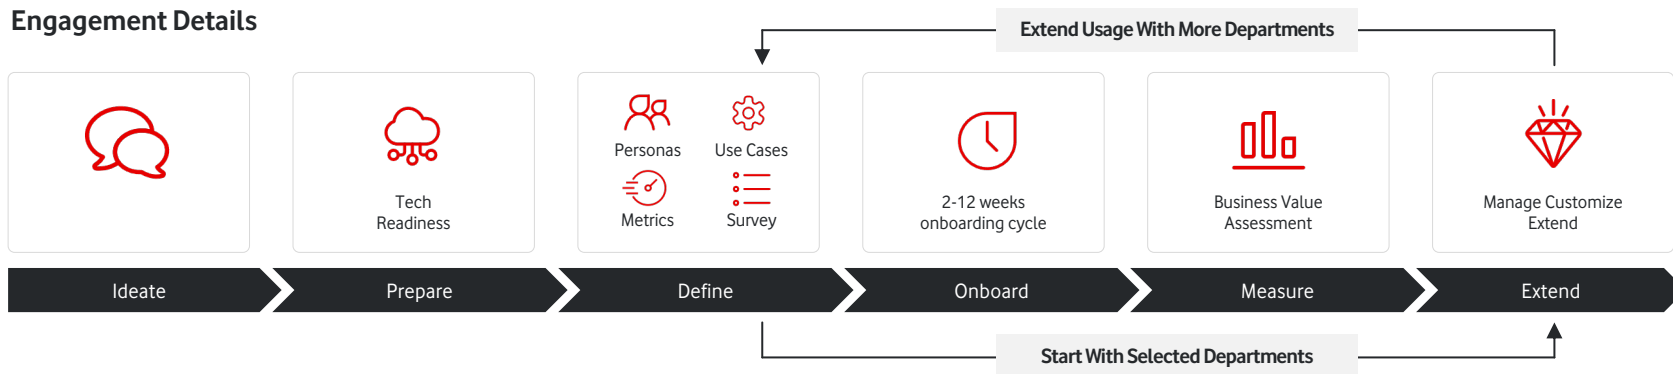 Engagement Details
Extend Usage With More Departments
Tech
Readiness
Personas
Use Cases
Metrics
Survey
2-12 weeks
onboarding cycle
Business Value
Assessment
Manage Customize
Extend
Ideate
Prepare
Define
Onboard
Measure
Extend
Start With Selected Departments